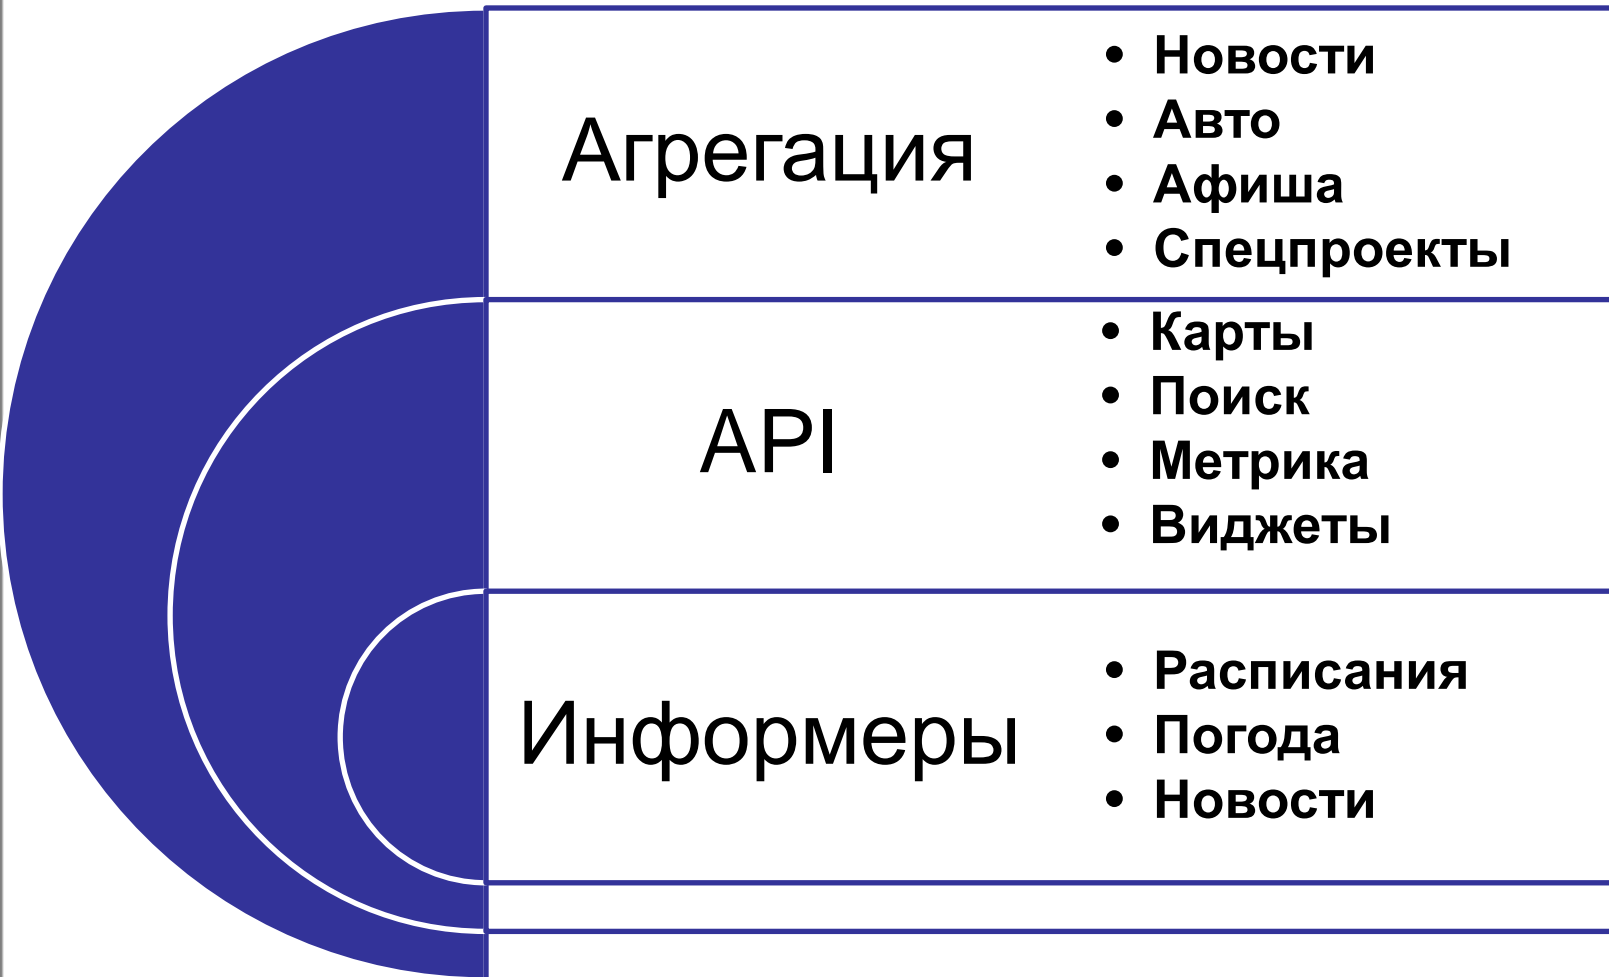 Агрегация
• Новости
• Авто
• Афиша
• Спецпроекты
API
• Карты
• Поиск
• Метрика
• Виджеты
Информеры
• Расписания
• Погода
• Новости